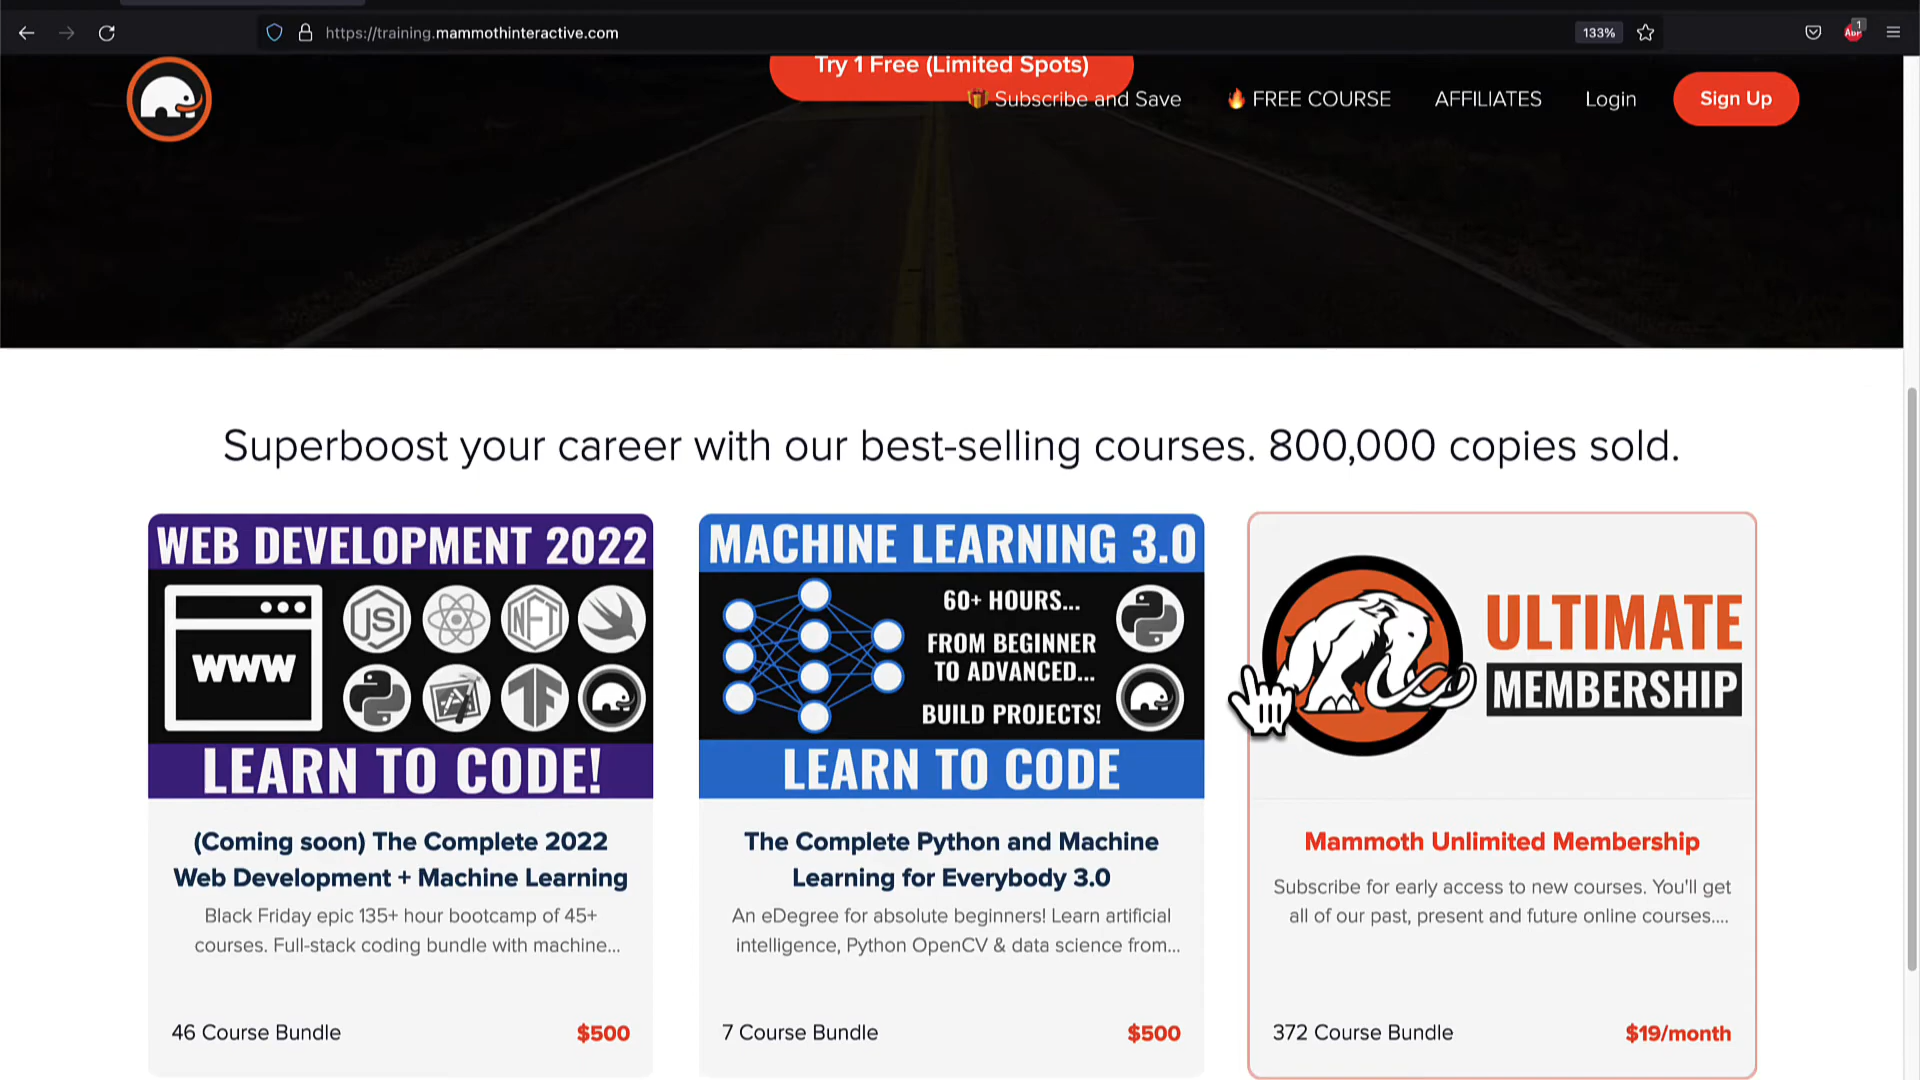 https://training.mammothinteractive.com
133%
1
ABP
Try 1 Free (Limited Spots)
Subscribe and Save
FREE COURSE
AFFILIATES
Login
Sign Up
Superboost your career with our best-selling courses. 800,000 copies sold.
WEB DEVELOPMENT 2022
WWW
JS
NFT
LEARN TO CODE!
(Coming soon) The Complete 2022
Web Development + Machine Learning
Black Friday epic 135+ hour bootcamp of 45+
courses. Full-stack coding bundle with machine...
46 Course Bundle
$500
MACHINE LEARNING 3.0
60+ HOURS...
FROM BEGINNER
TO ADVANCED...
BUILD PROJECTS!
LEARN TO CODE
The Complete Python and Machine
Learning for Everybody 3.0
An eDegree for absolute beginners! Learn artificial
intelligence, Python OpenCV & data science from...
7 Course Bundle
$500
ULTIMATE
MEMBERSHIP
Mammoth Unlimited Membership
Subscribe for early access to new courses. You'll get
all of our past, present and future online courses....
372 Course Bundle
$19/month